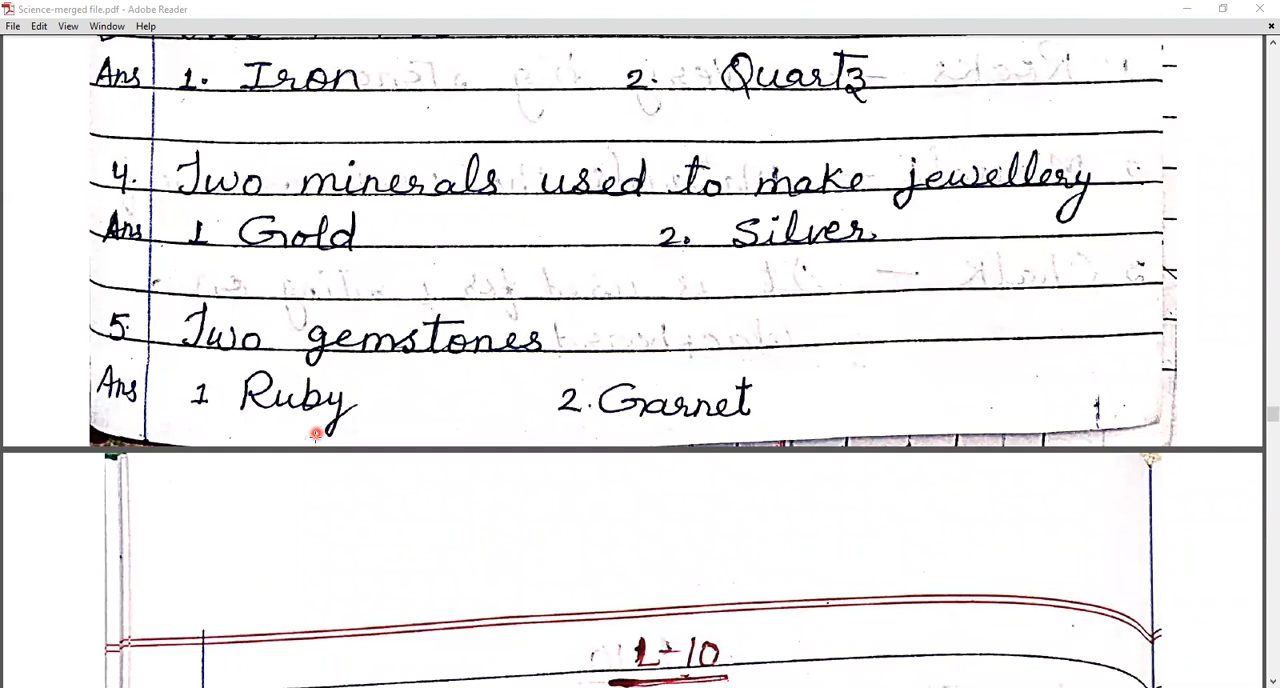 Science-merged file.pdf - Adobe Reader
File Edit View Window Help
Ans 1. Iron 2. Quartz
4. Two minerals used to make jewellery
Ans 1 Gold 2. Silver.
5. Two gemstones
Ans 1 Ruby 2. Garnet
L-10